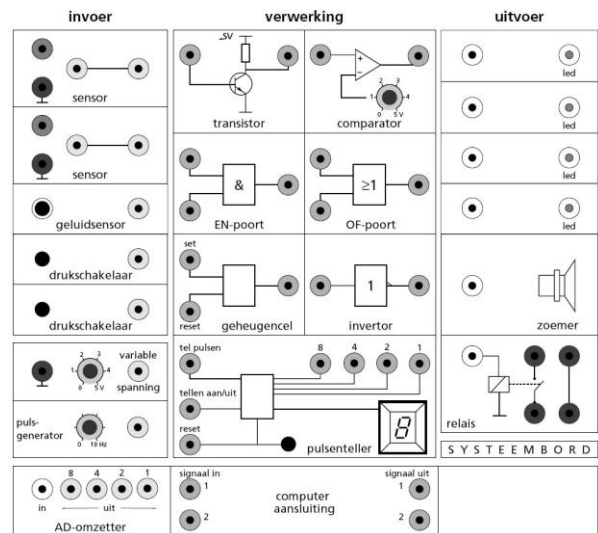 invoer
verwerking
uitvoer
sensor
sensor
geluidsensor
drukschakelaar
drukschakelaar
0 1 2 3 4 5 V
variable
spanning
puls-
generator
0 10 Hz
5V
transistor
+
-
0 1 2 3 4 5 V
comparator
&
EN-poort
≥1
OF-poort
set
reset
geheugencel
1
invertor
tel pulsen
8 4 2 1
tellen aan/uit
reset
8
pulsenteller
led
led
led
led
zoemer
relais
SYSTEEMBORD
8 4 2 1
in uit
AD-omzetter
signaal in
1
2
computer
aansluiting
signaal uit
1
2